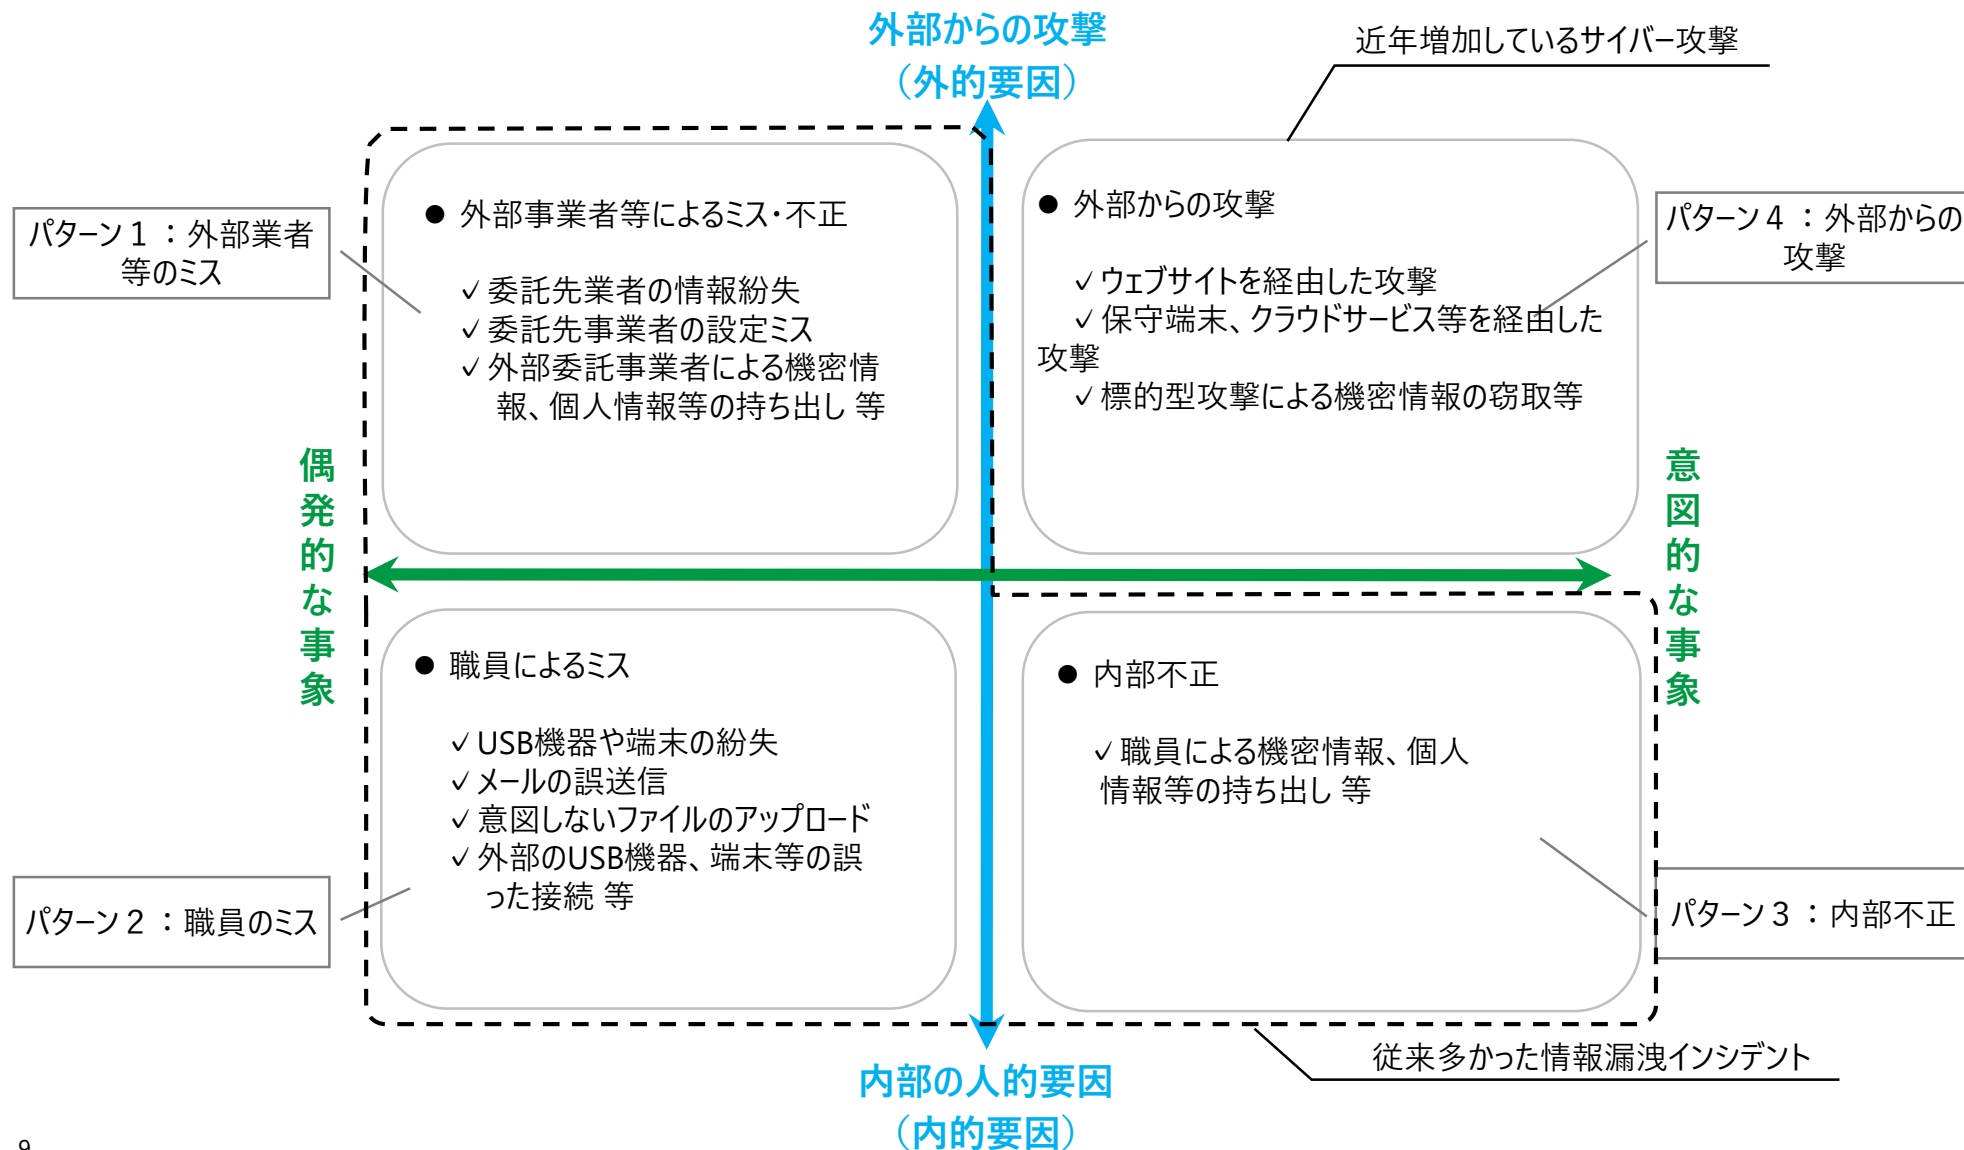 外部からの攻撃
（外的要因）
近年増加しているサイバー攻撃
パターン１：外部業者
等のミス
● 外部事業者等によるミス・不正
✓委託先業者の情報紛失
✓委託先事業者の設定ミス
✓外部委託事業者による機密情
報、個人情報等の持ち出し 等
● 外部からの攻撃
✓ウェブサイトを経由した攻撃
✓保守端末、クラウドサービス等を経由した
攻撃
✓標的型攻撃による機密情報の窃取等
パターン４：外部からの
攻撃
偶発的な事象
意図的な事象
● 職員によるミス
✓USB機器や端末の紛失
✓メールの誤送信
✓意図しないファイルのアップロード
✓外部のUSB機器、端末等の誤
った接続 等
パターン２：職員のミス
● 内部不正
✓職員による機密情報、個人
情報等の持ち出し 等
パターン３：内部不正
従来多かった情報漏洩インシデント
内部の人的要因
（内的要因）
9